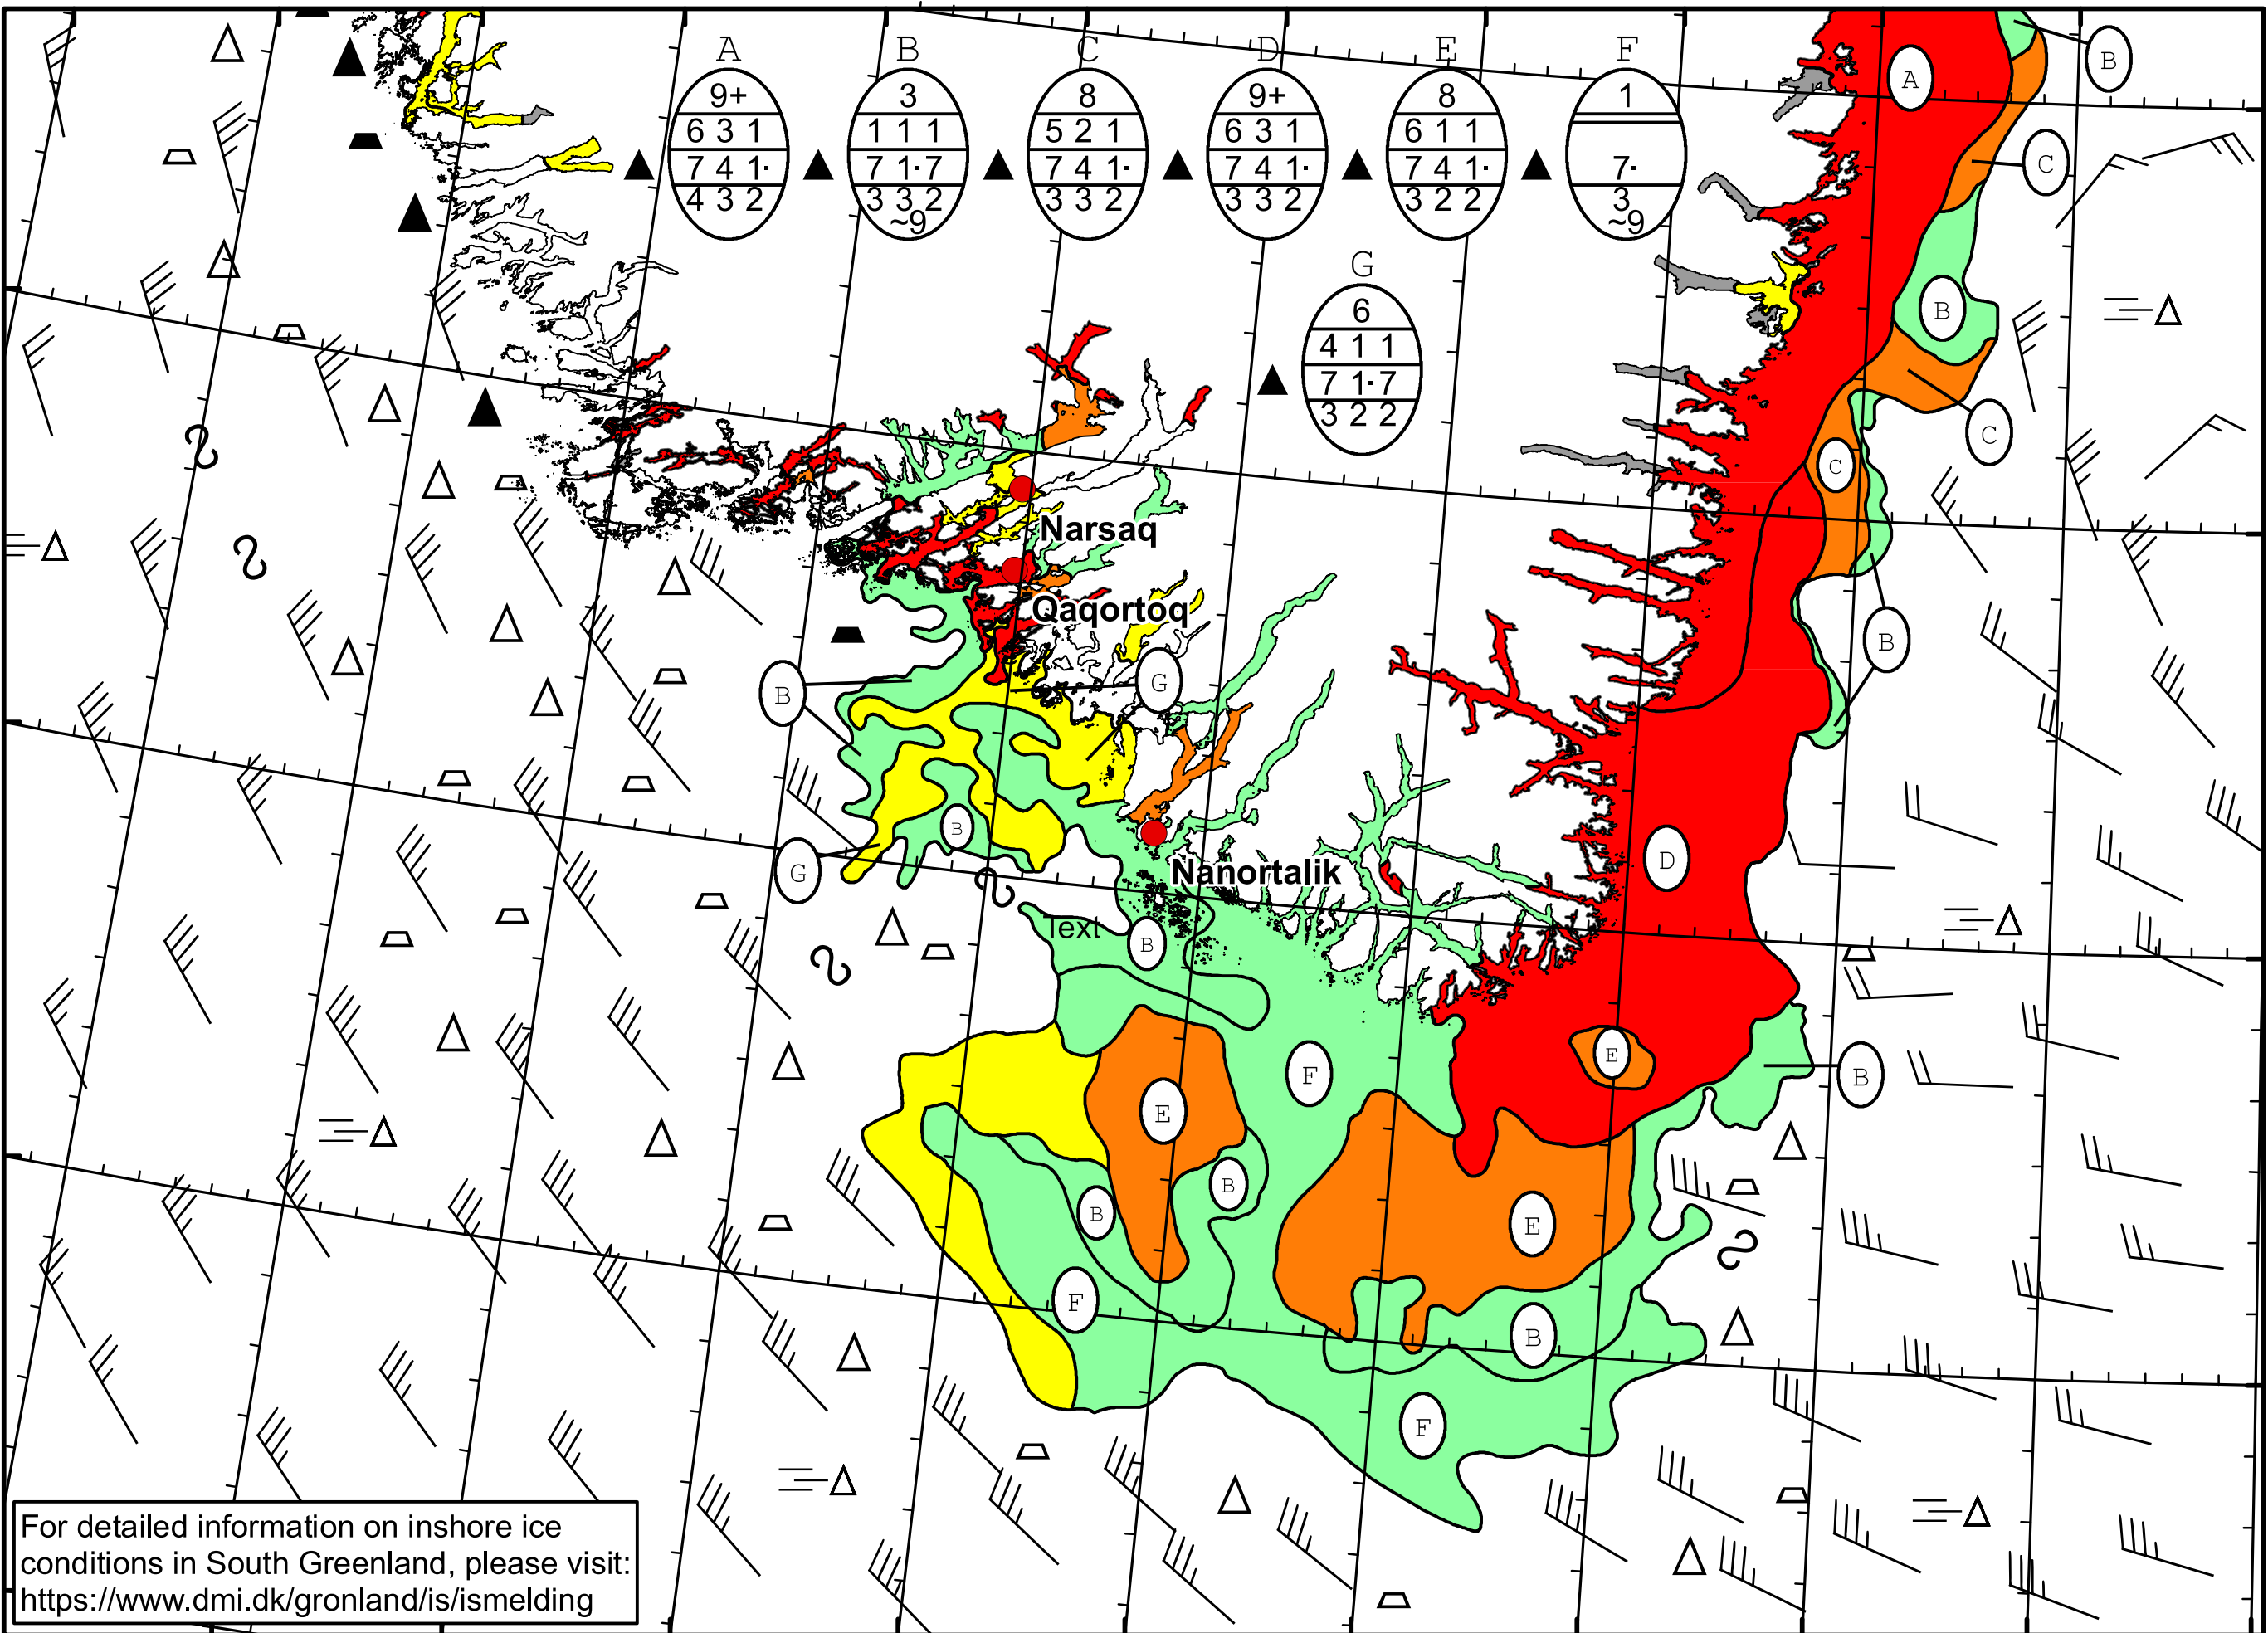 A B C D E F
9+ 3 8 9+ 8 1
6 3 1 1 1 1 5 2 1 6 3 1 6 1 1
7 4 1· 7 1·7 7 4 1· 7 4 1· 7 4 1· 7·
4 3 2 3 3 2 3 3 2 3 3 2 3 2 2 3
~9 ~9
G
6
4 1 1
7 1·7
3 2 2
A
B
C
B
C
C
Narsaq
Qaqortoq
B
B
G
B
G
D
Nanortalik
Text
B
E
F
B
E
B
B
E
F
B
F
For detailed information on inshore ice
conditions in South Greenland, please visit:
https://www.dmi.dk/gronland/is/ismelding